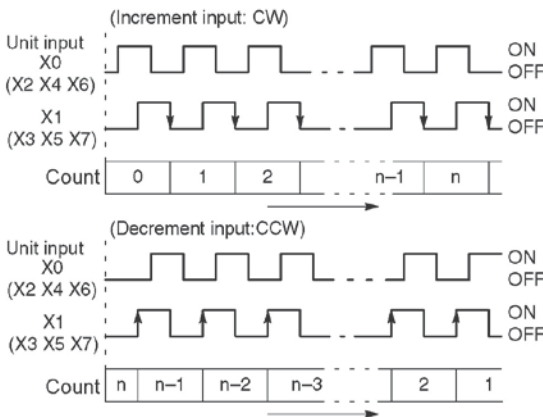 (Increment input: CW)
Unit input
X0
(X2 X4 X6)
ON
OFF
X1
(X3 X5 X7)
ON
OFF
Count 0 1 2 n–1 n
(Decrement input:CCW)
Unit input
X0
(X2 X4 X6)
ON
OFF
X1
(X3 X5 X7)
ON
OFF
Count n n–1 n–2 n–3 2 1